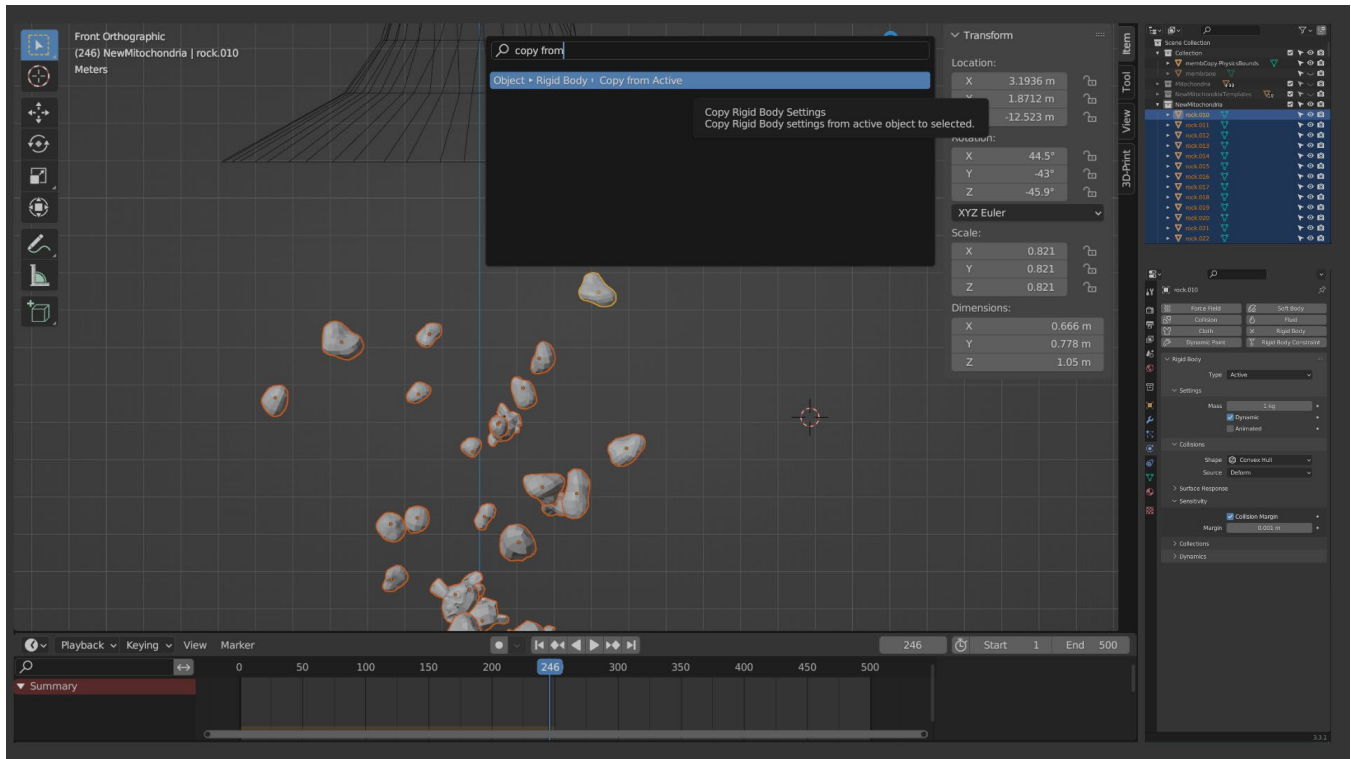 Front Orthographic
(246) NewMitochondria | rock.010
Meters
copy from
Object ▸ Rigid Body ▸ Copy from Active
Copy Rigid Body Settings
Copy Rigid Body settings from active object to selected.
Transform
Location:
X 3.1936 m
1.8712 m
-12.523 m
Rotation:
X 44.5°
Y -43°
Z -45.9°
XYZ Euler
Scale:
X 0.821
Y 0.821
Z 0.821
Dimensions:
X 0.666 m
Y 0.778 m
Z 1.05 m
Item
Tool
View
3D-Print
Scene Collection
Collection
membCopy-PhysicsBounds
membrane
Mitochondria
NewMitochondriaTemplates
NewMitochondria
rock.010
rock.011
rock.012
rock.013
rock.014
rock.015
rock.016
rock.017
rock.018
rock.019
rock.020
rock.021
rock.022
rock.010
Force Field Soft Body
Collision Fluid
Cloth X Rigid Body
Dynamic Paint Rigid Body Constraint
Rigid Body
Type Active
Settings
Mass 1 kg
Dynamic
Animated
Collisions
Shape Convex Hull
Source Deform
Surface Response
Sensitivity
Collision Margin
Margin 0.001 m
Collections
Dynamics
Playback Keying View Marker 246 Start 1 End 500
0 50 100 150 200 246 300 350 400 450 500
Summary
3.3.1